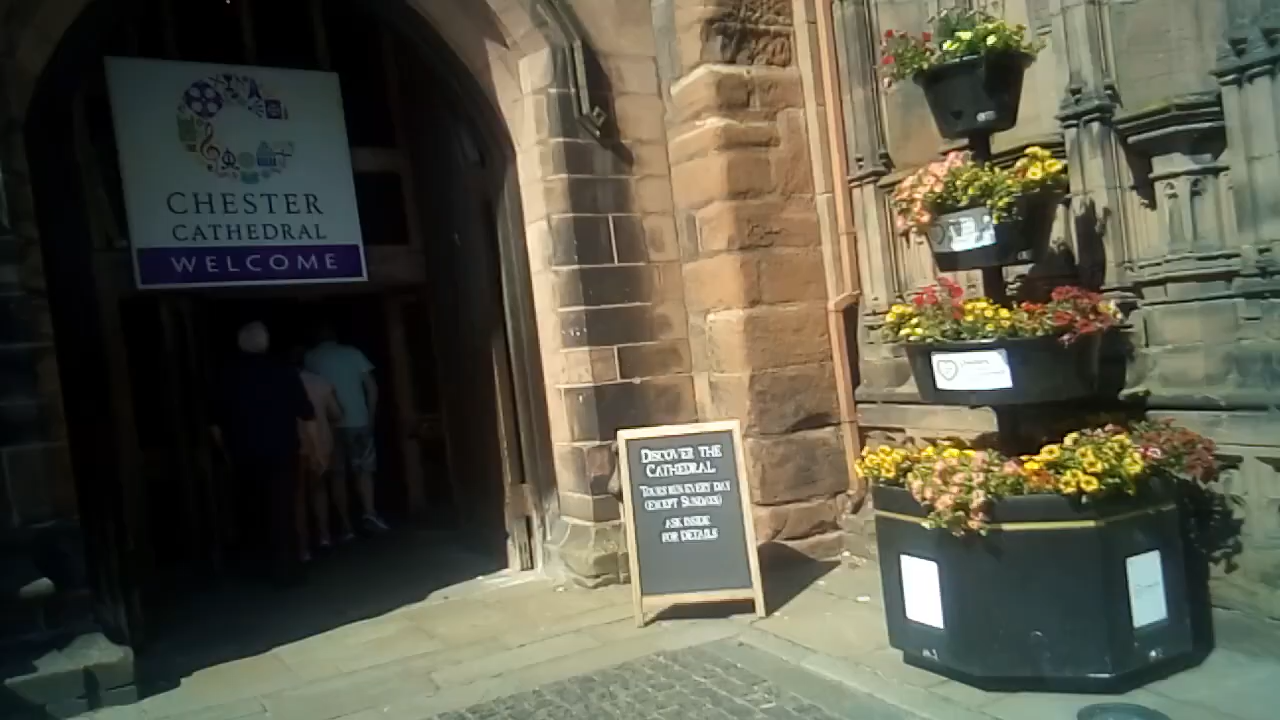 CHESTER
CATHEDRAL
WELCOME
DISCOVER THE
CATHEDRAL
TOURS RUN EVERY DAY
(EXCEPT SUNDAYS)
ASK INSIDE
FOR DETAILS